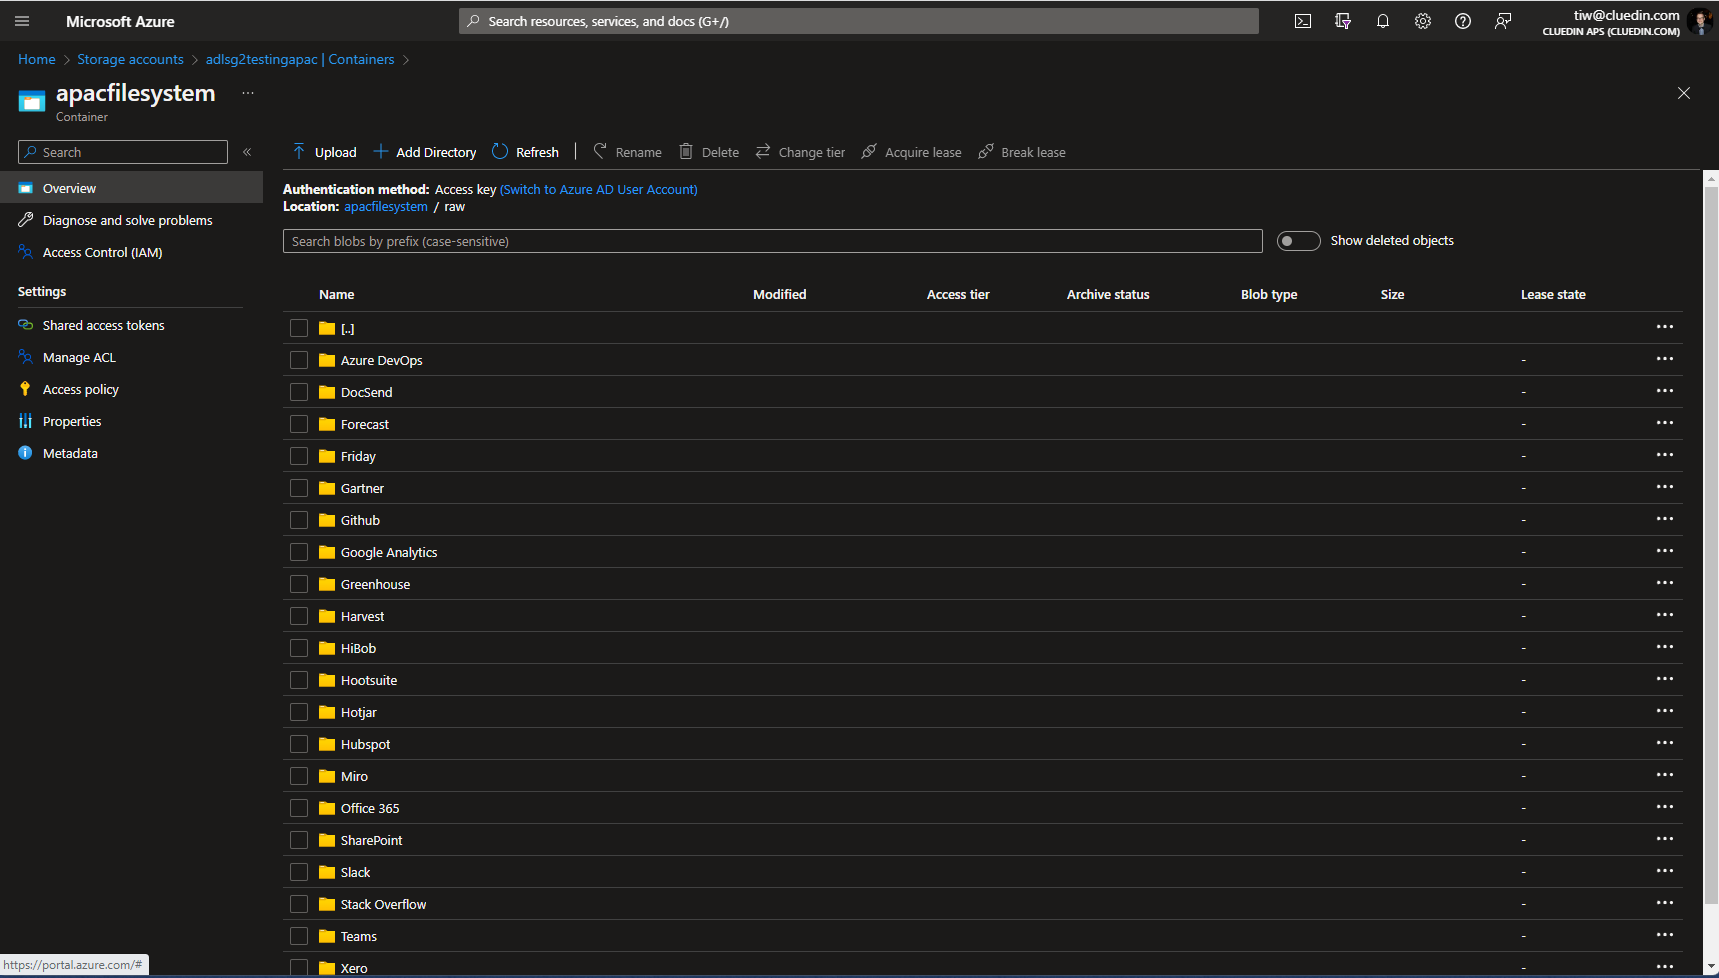 Microsoft Azure
Search resources, services, and docs (G+/)
tiw@cluedin.com
CLUEDIN APS (CLUEDIN.COM)
Home > Storage accounts > adlsg2testingapac | Containers >
apacfilesystem ...
Container
Search «
Upload Add Directory Refresh | Rename Delete Change tier Acquire lease Break lease
Overview
Diagnose and solve problems
Access Control (IAM)
Settings
Shared access tokens
Manage ACL
Access policy
Properties
Metadata
Authentication method: Access key (Switch to Azure AD User Account)
Location: apacfilesystem / raw
Search blobs by prefix (case-sensitive)
Show deleted objects
Name Modified Access tier Archive status Blob type Size Lease state
[..] •••
Azure DevOps - •••
DocSend - •••
Forecast - •••
Friday - •••
Gartner - •••
Github - •••
Google Analytics - •••
Greenhouse - •••
Harvest - •••
HiBob - •••
Hootsuite - •••
Hotjar - •••
Hubspot - •••
Miro - •••
Office 365 - •••
SharePoint - •••
Slack - •••
Stack Overflow - •••
Teams - •••
Xero - •••
https://portal.azure.com/#